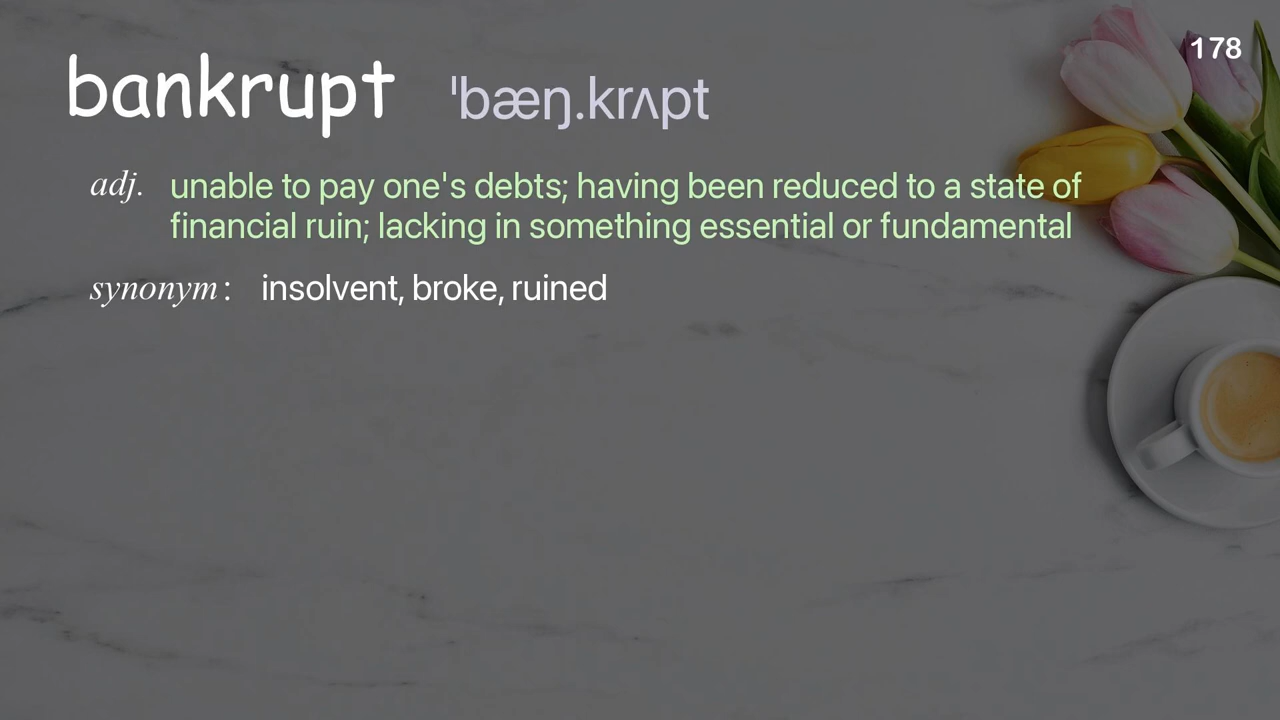 178
bankrupt ˈbæŋ.krʌpt
adj. unable to pay one's debts; having been reduced to a state of
financial ruin; lacking in something essential or fundamental
synonym: insolvent, broke, ruined